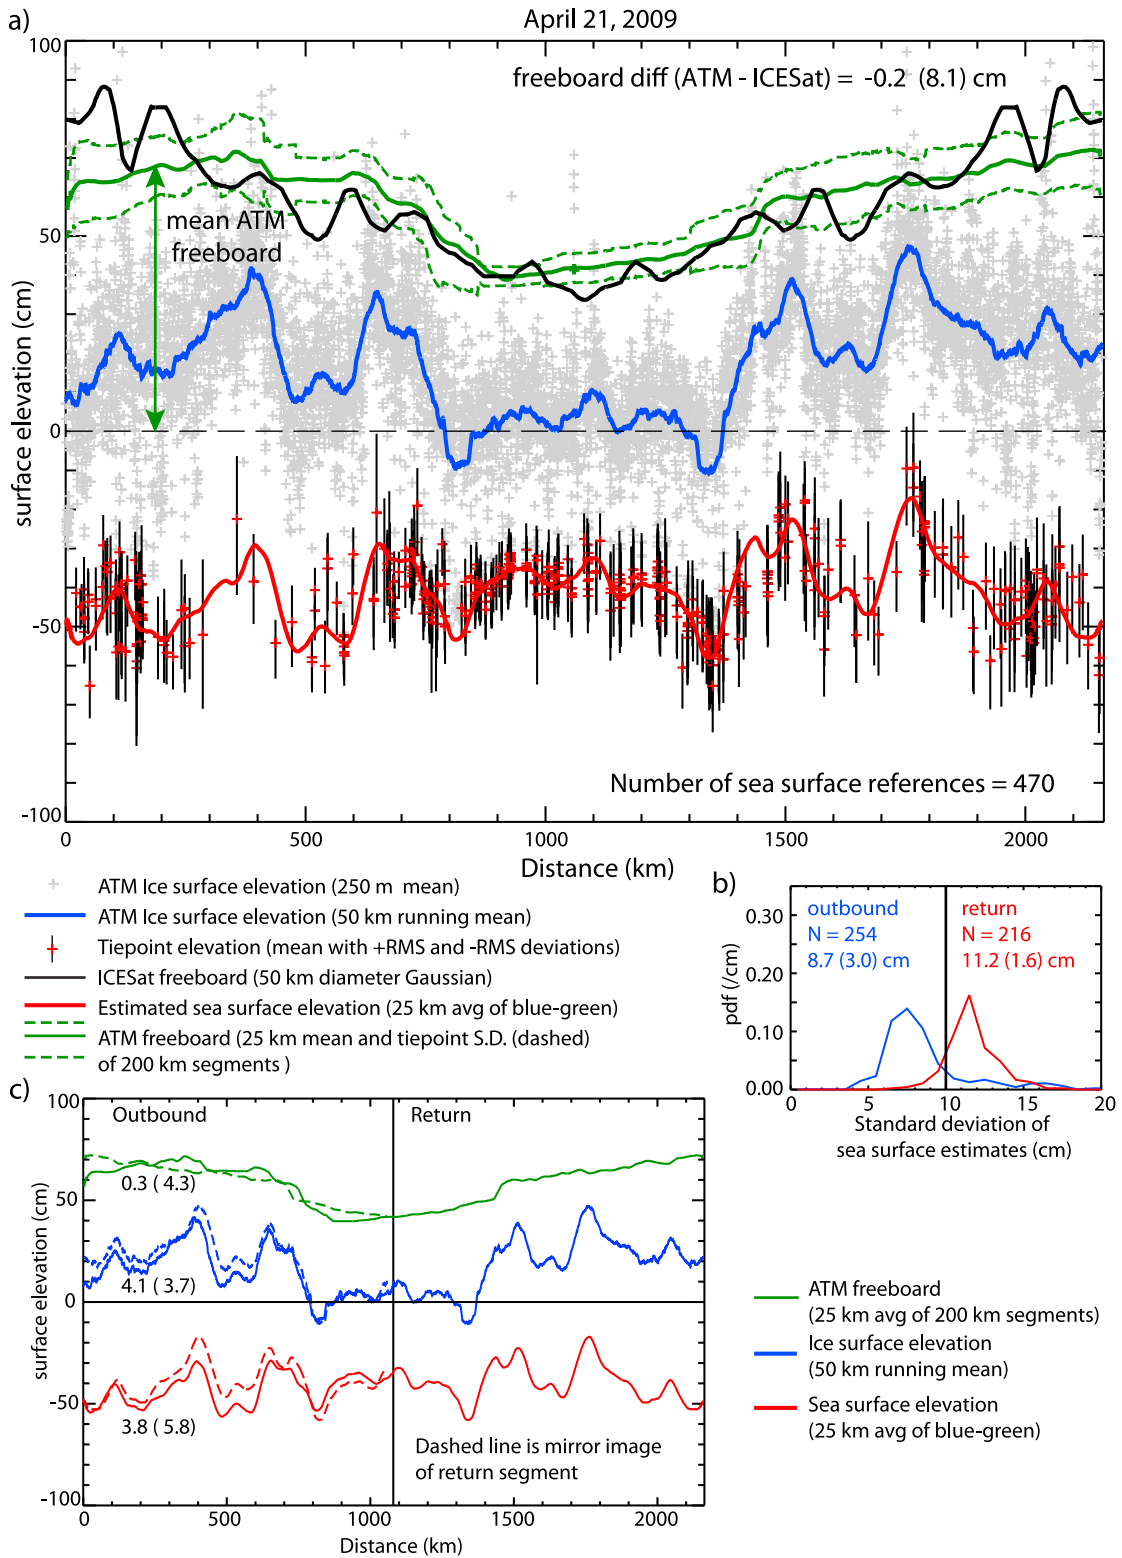 a)
April 21, 2009
freeboard diff (ATM - ICESat) = -0.2 (8.1) cm
mean ATM
freeboard
surface elevation (cm)
100
50
0
-50
-100
Number of sea surface references = 470
0
500
1000
1500
2000
Distance (km)
ATM Ice surface elevation (250 m mean)
ATM Ice surface elevation (50 km running mean)
Tiepoint elevation (mean with +RMS and -RMS deviations)
ICESat freeboard (50 km diameter Gaussian)
Estimated sea surface elevation (25 km avg of blue-green)
ATM freeboard (25 km mean and tiepoint S.D. (dashed)
of 200 km segments )
b)
outbound
N = 254
8.7 (3.0) cm
return
N = 216
11.2 (1.6) cm
pdf (/cm)
0.30
0.20
0.10
0.00
0
5
10
15
20
Standard deviation of
sea surface estimates (cm)
c)
Outbound
Return
surface elevation (cm)
100
50
0
-50
-100
0.3 ( 4.3)
4.1 ( 3.7)
3.8 ( 5.8)
Dashed line is mirror image
of return segment
0
500
1000
1500
2000
Distance (km)
ATM freeboard
(25 km avg of 200 km segments)
Ice surface elevation
(50 km running mean)
Sea surface elevation
(25 km avg of blue-green)